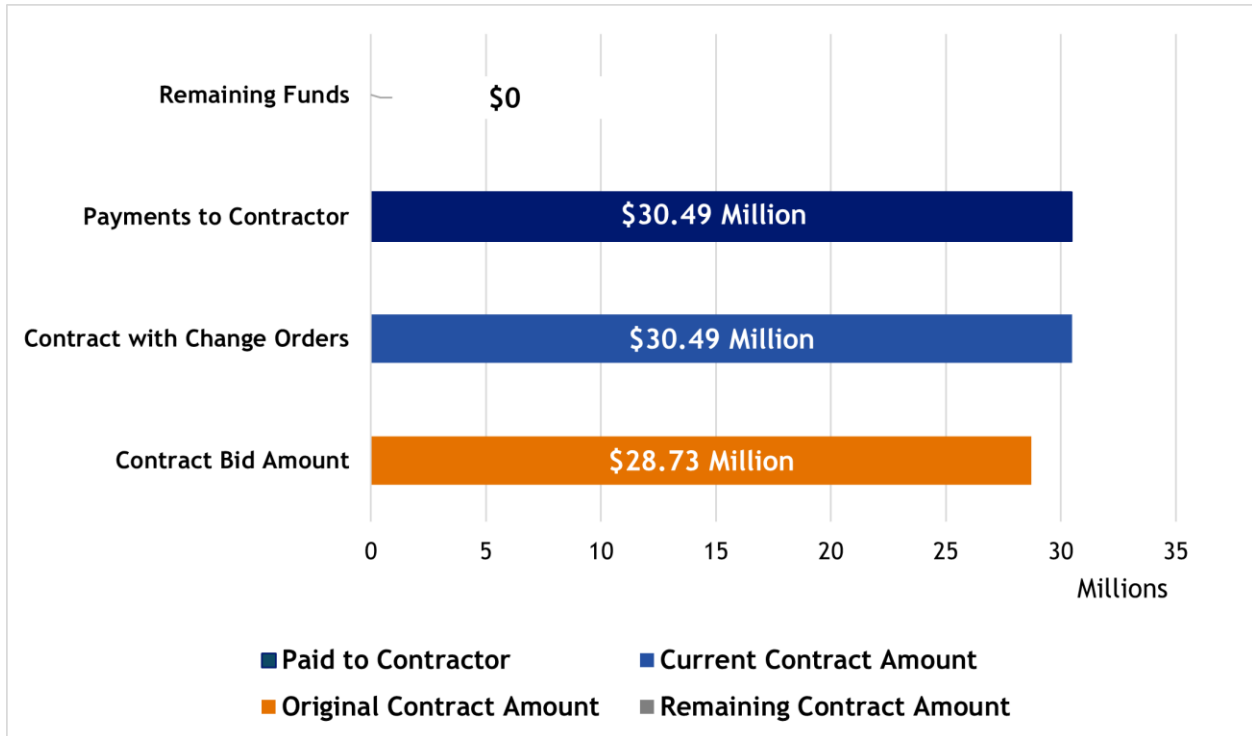 Remaining Funds
$0
Payments to Contractor
$30.49 Million
Contract with Change Orders
$30.49 Million
Contract Bid Amount
$28.73 Million
0 5 10 15 20 25 30 35
Millions
Paid to Contractor Current Contract Amount
Original Contract Amount Remaining Contract Amount